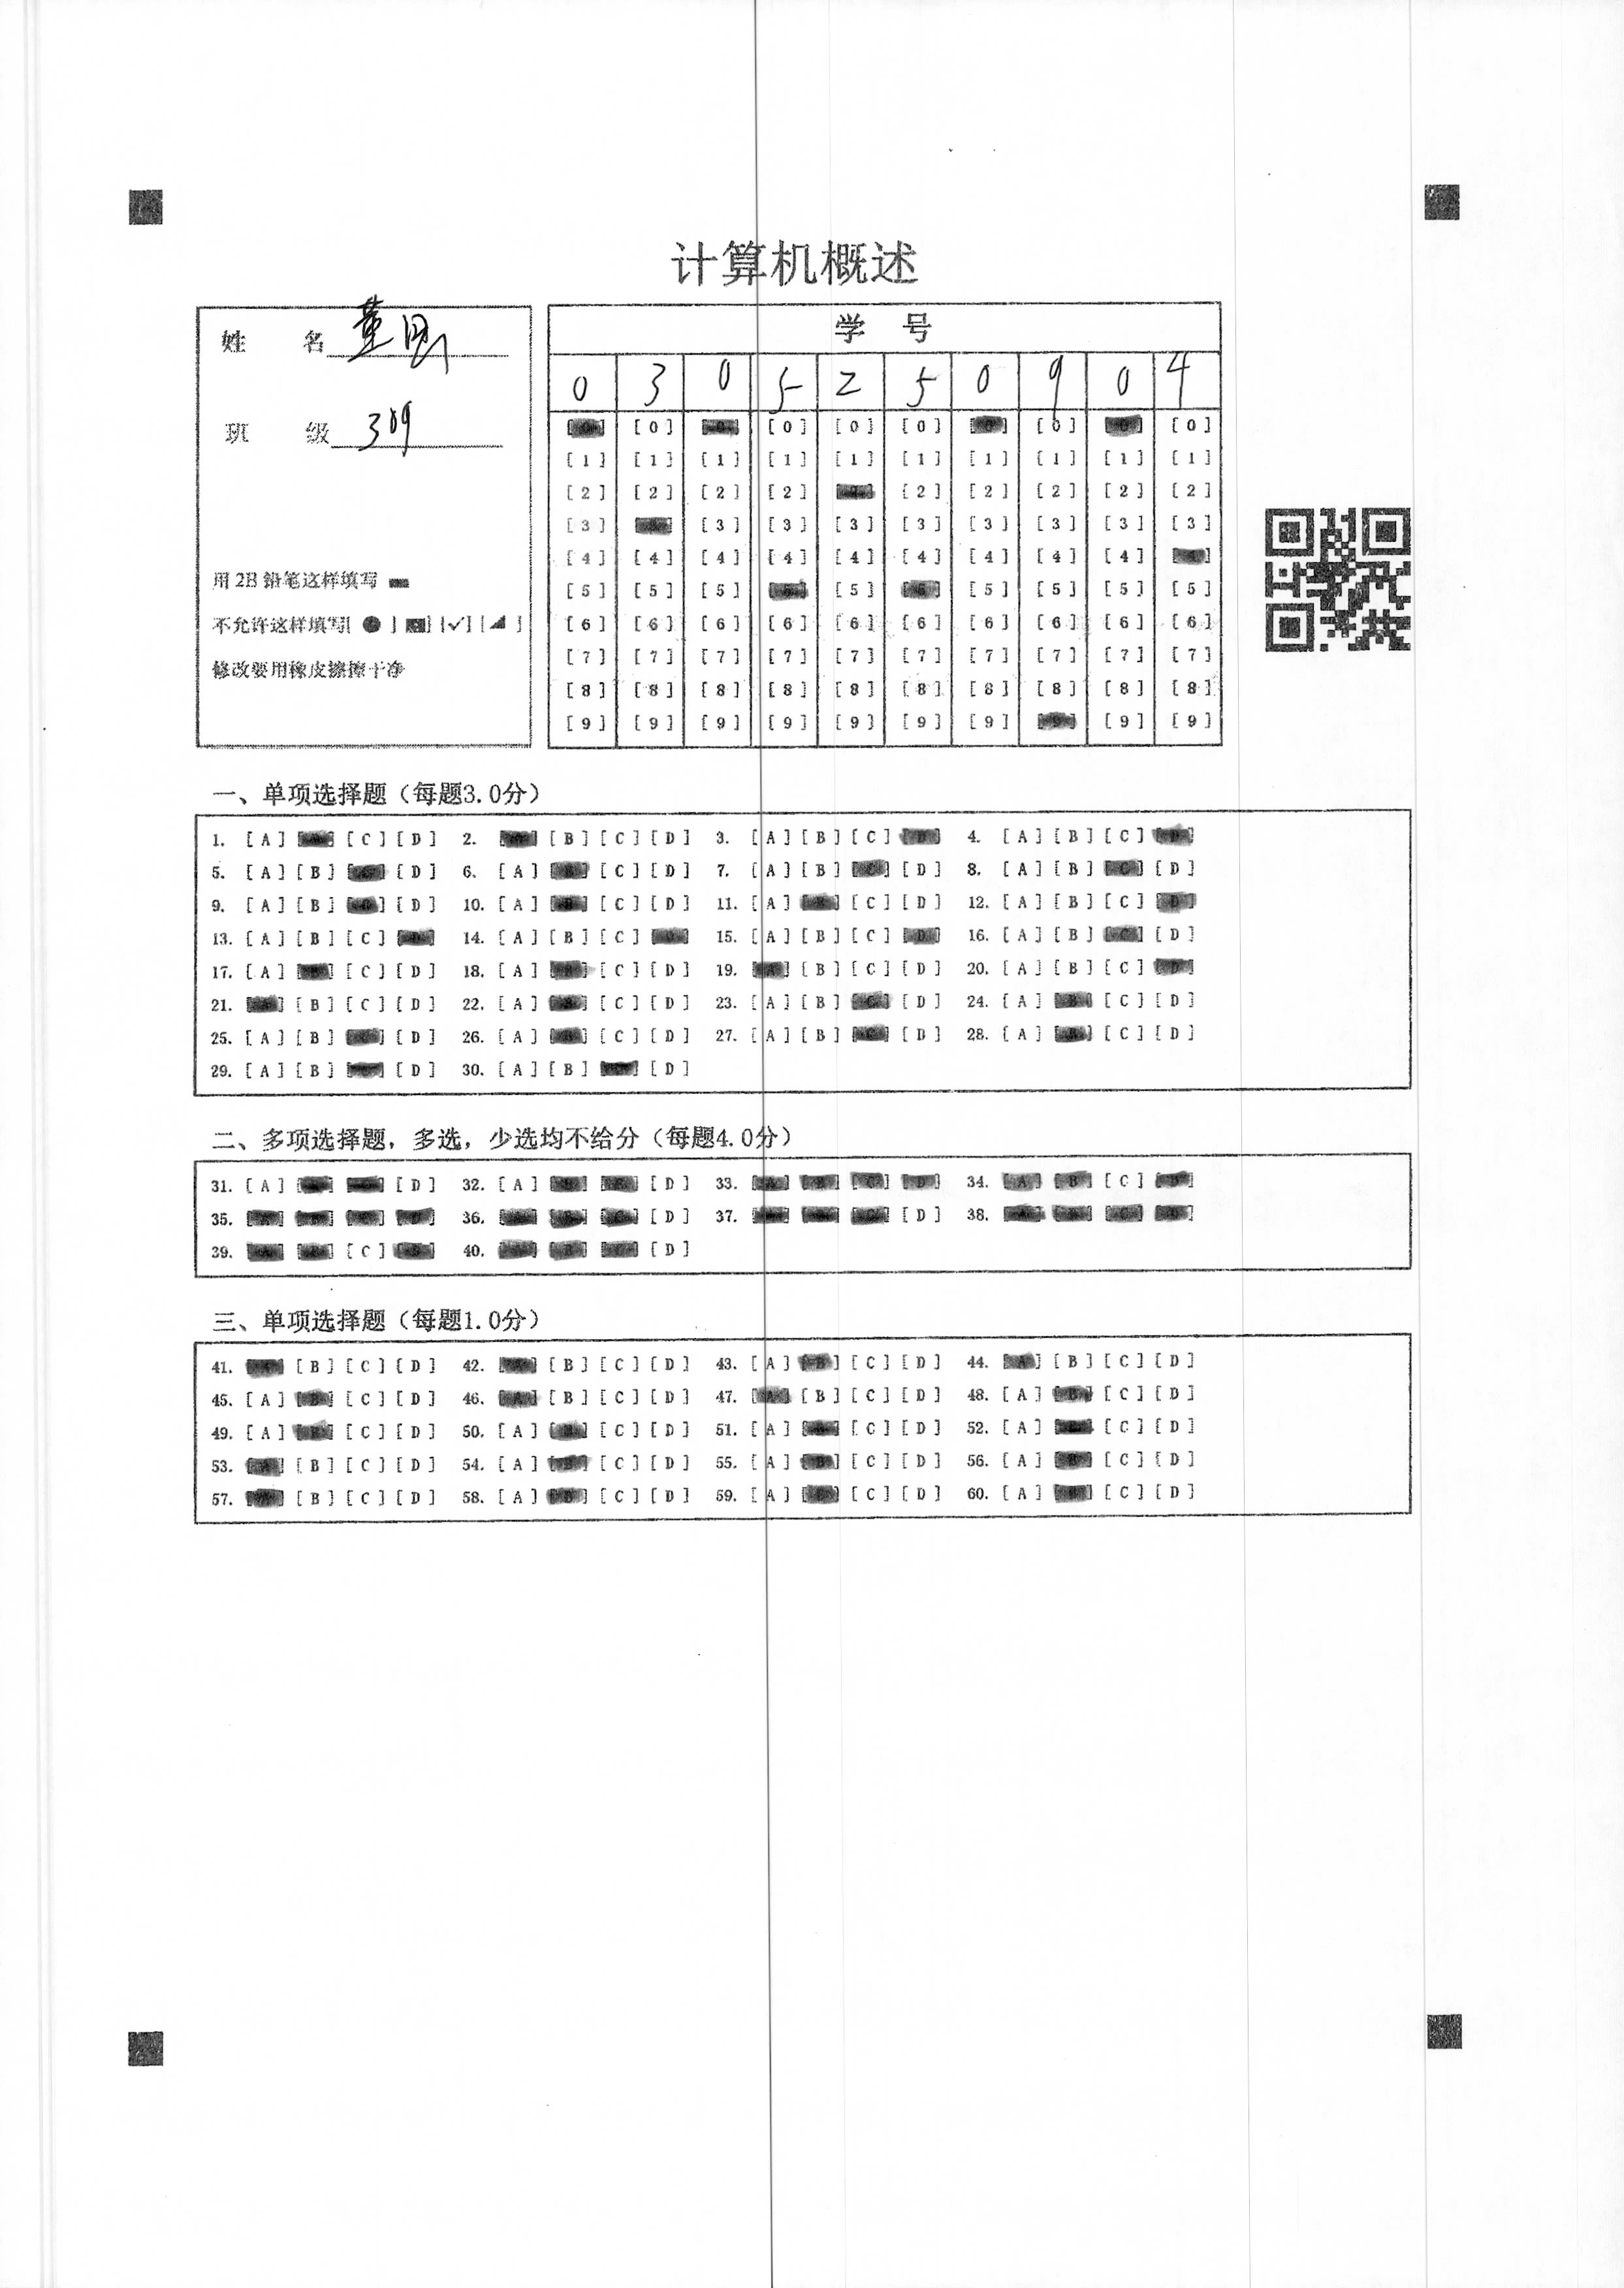 计算机概述
姓 名 董
班 级 309
用 2B 铅笔这样填写
不允许这样填写[ ● ] [ ] [✓] [ ]
修改要用橡皮擦擦干净
学 号
0 3 0 5 2 5 0 9 0 4
[0] [0] [0] [0] [0] [0] [0]
[1] [1] [1] [1] [1] [1] [1] [1] [1] [1]
[2] [2] [2] [2] [2] [2] [2] [2] [2]
[3] [3] [3] [3] [3] [3] [3] [3] [3]
[4] [4] [4] [4] [4] [4] [4] [4] [4]
[5] [5] [5] [5] [5] [5] [5] [5]
[6] [6] [6] [6] [6] [6] [6] [6] [6] [6]
[7] [7] [7] [7] [7] [7] [7] [7] [7] [7]
[8] [8] [8] [8] [8] [8] [8] [8] [8] [8]
[9] [9] [9] [9] [9] [9] [9] [9] [9]
一、单项选择题（每题3.0分）
1. [A] [C] [D] 2. [B] [C] [D] 3. [A] [B] [C] 4. [A] [B] [C]
5. [A] [B] [D] 6. [A] [C] [D] 7. [A] [B] [D] 8. [A] [B] [D]
9. [A] [B] [D] 10. [A] [C] [D] 11. [A] [C] [D] 12. [A] [B] [C]
13. [A] [B] [C] 14. [A] [B] [C] 15. [A] [B] [C] 16. [A] [B] [D]
17. [A] [C] [D] 18. [A] [C] [D] 19. [B] [C] [D] 20. [A] [B] [C]
21. [B] [C] [D] 22. [A] [C] [D] 23. [A] [B] [D] 24. [A] [C] [D]
25. [A] [B] [D] 26. [A] [C] [D] 27. [A] [B] [D] 28. [A] [C] [D]
29. [A] [B] [D] 30. [A] [B] [D]
二、多项选择题，多选，少选均不给分（每题4.0分）
31. [A] [D] 32. [A] [D] 33. 34. [C]
35. 36. [D] 37. [D] 38.
39. [C] 40. [D]
三、单项选择题（每题1.0分）
41. [B] [C] [D] 42. [B] [C] [D] 43. [A] [C] [D] 44. [B] [C] [D]
45. [A] [C] [D] 46. [B] [C] [D] 47. [B] [C] [D] 48. [A] [C] [D]
49. [A] [C] [D] 50. [A] [C] [D] 51. [A] [C] [D] 52. [A] [C] [D]
53. [B] [C] [D] 54. [A] [C] [D] 55. [A] [C] [D] 56. [A] [C] [D]
57. [B] [C] [D] 58. [A] [C] [D] 59. [A] [C] [D] 60. [A] [C] [D]